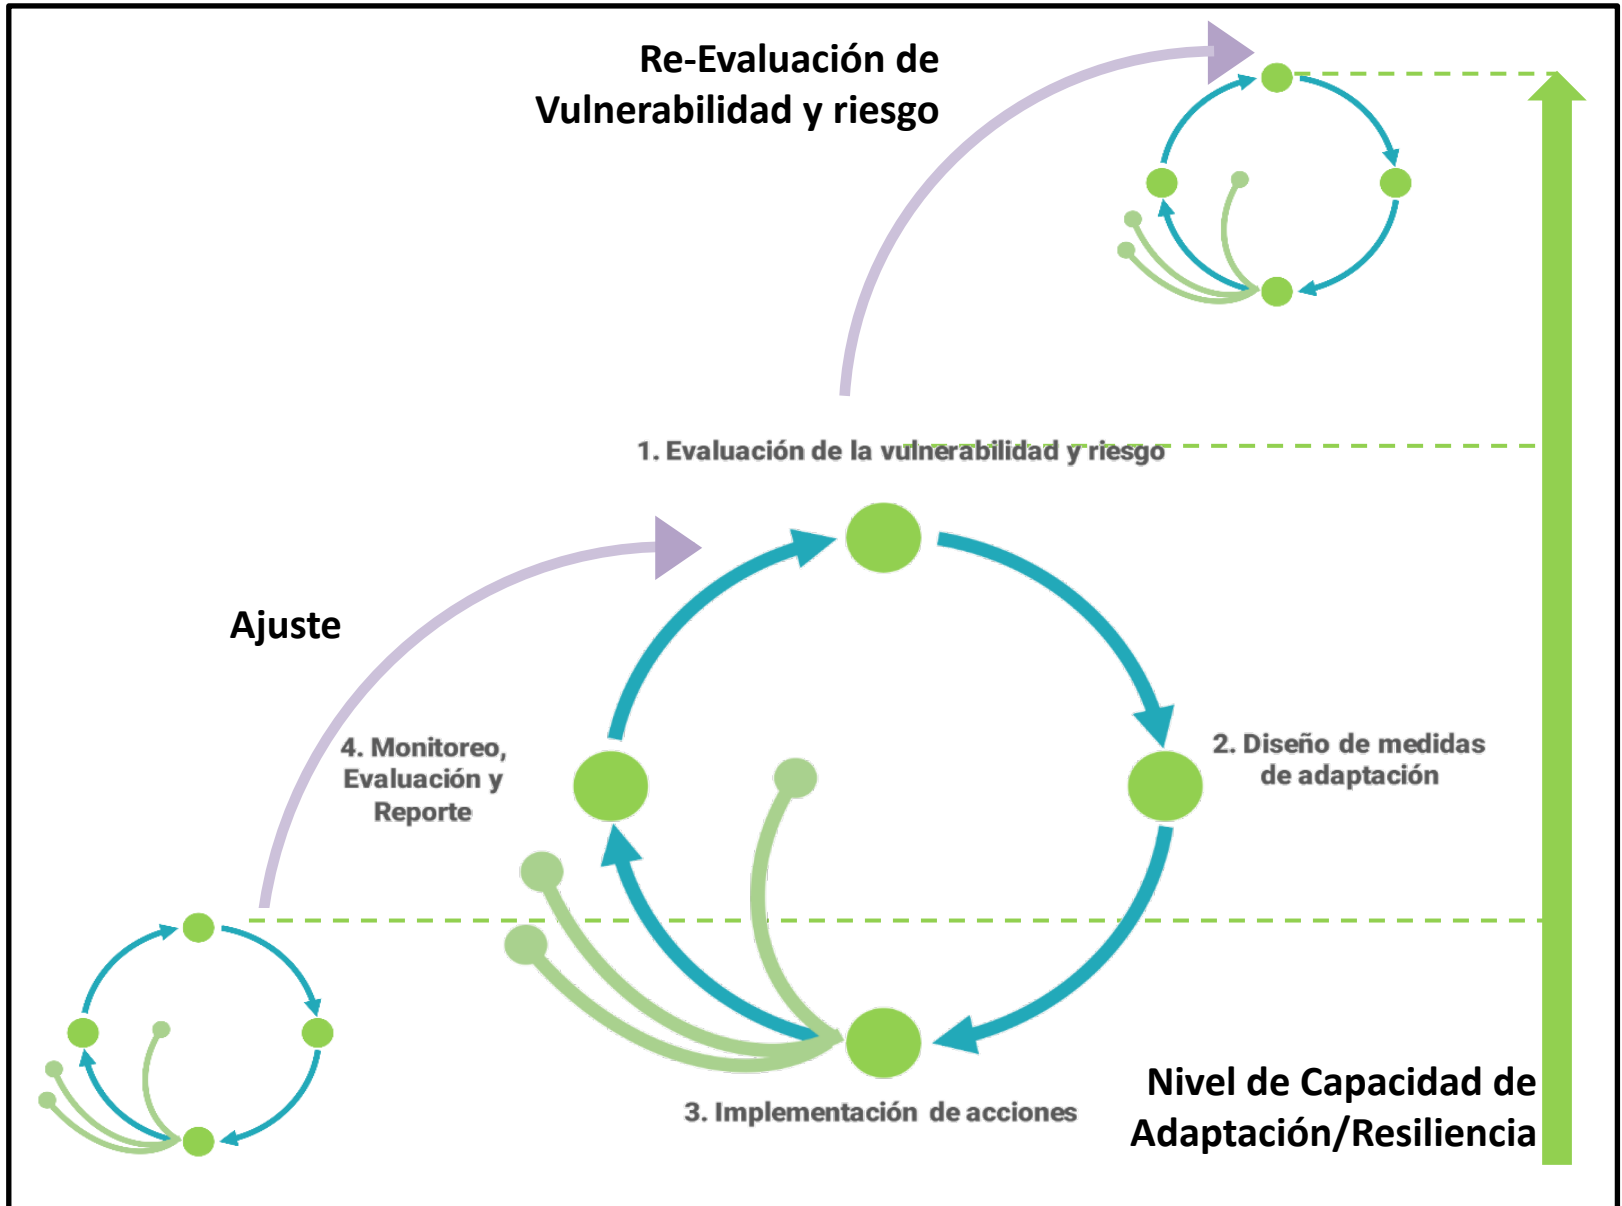 Re-Evaluación de
Vulnerabilidad y riesgo
1. Evaluación de la vulnerabilidad y riesgo
Ajuste
4. Monitoreo,
Evaluación y
Reporte
2. Diseño de medidas
de adaptación
3. Implementación de acciones
Nivel de Capacidad de
Adaptación/Resiliencia